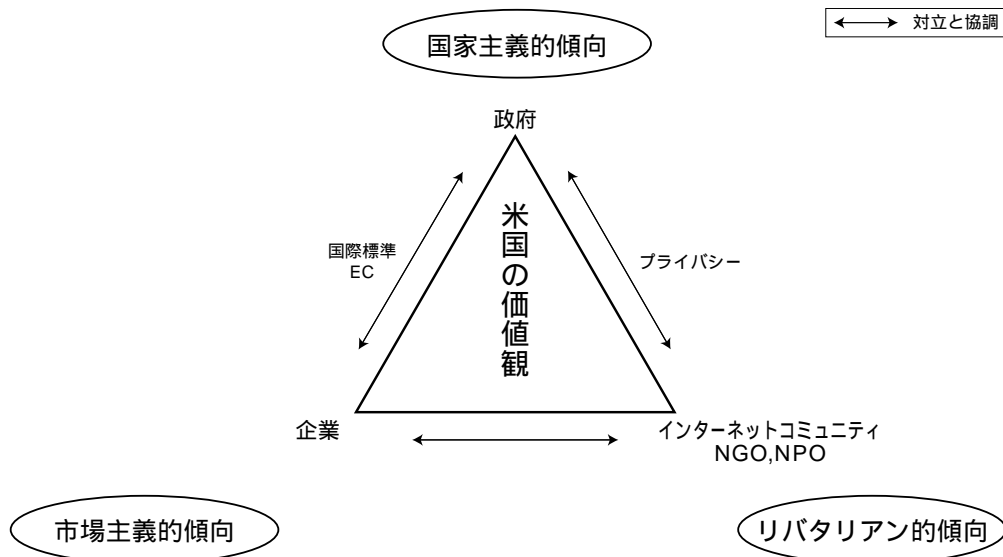 対立と協調
国家主義的傾向
政府
米国の価値観
国際標準
EC
プライバシー
企業
インターネットコミュニティ
NGO,NPO
市場主義的傾向
リバタリアン的傾向